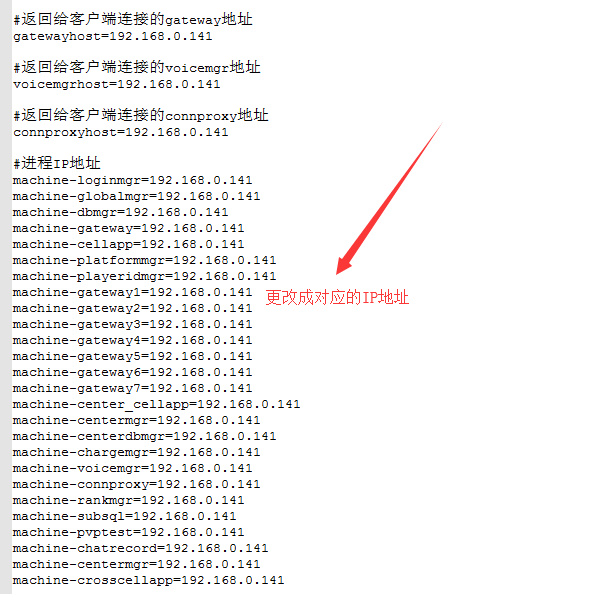 #返回给客户端连接的gateway地址
gatewayhost=192.168.0.141
#返回给客户端连接的voicemgr地址
voicemgrhost=192.168.0.141
#返回给客户端连接的connproxy地址
connproxyhost=192.168.0.141
#进程IP地址
machine-loginmgr=192.168.0.141
machine-globalmgr=192.168.0.141
machine-dbmgr=192.168.0.141
machine-gateway=192.168.0.141
machine-cellapp=192.168.0.141
machine-platformmgr=192.168.0.141
machine-playeridmgr=192.168.0.141
machine-gateway1=192.168.0.141
更改成对应的IP地址
machine-gateway2=192.168.0.141
machine-gateway3=192.168.0.141
machine-gateway4=192.168.0.141
machine-gateway5=192.168.0.141
machine-gateway6=192.168.0.141
machine-gateway7=192.168.0.141
machine-center_cellapp=192.168.0.141
machine-centermgr=192.168.0.141
machine-centerdbmgr=192.168.0.141
machine-chargemgr=192.168.0.141
machine-voicemgr=192.168.0.141
machine-connproxy=192.168.0.141
machine-rankmgr=192.168.0.141
machine-subsql=192.168.0.141
machine-pvptest=192.168.0.141
machine-chatrecord=192.168.0.141
machine-centermgr=192.168.0.141
machine-crosscellapp=192.168.0.141